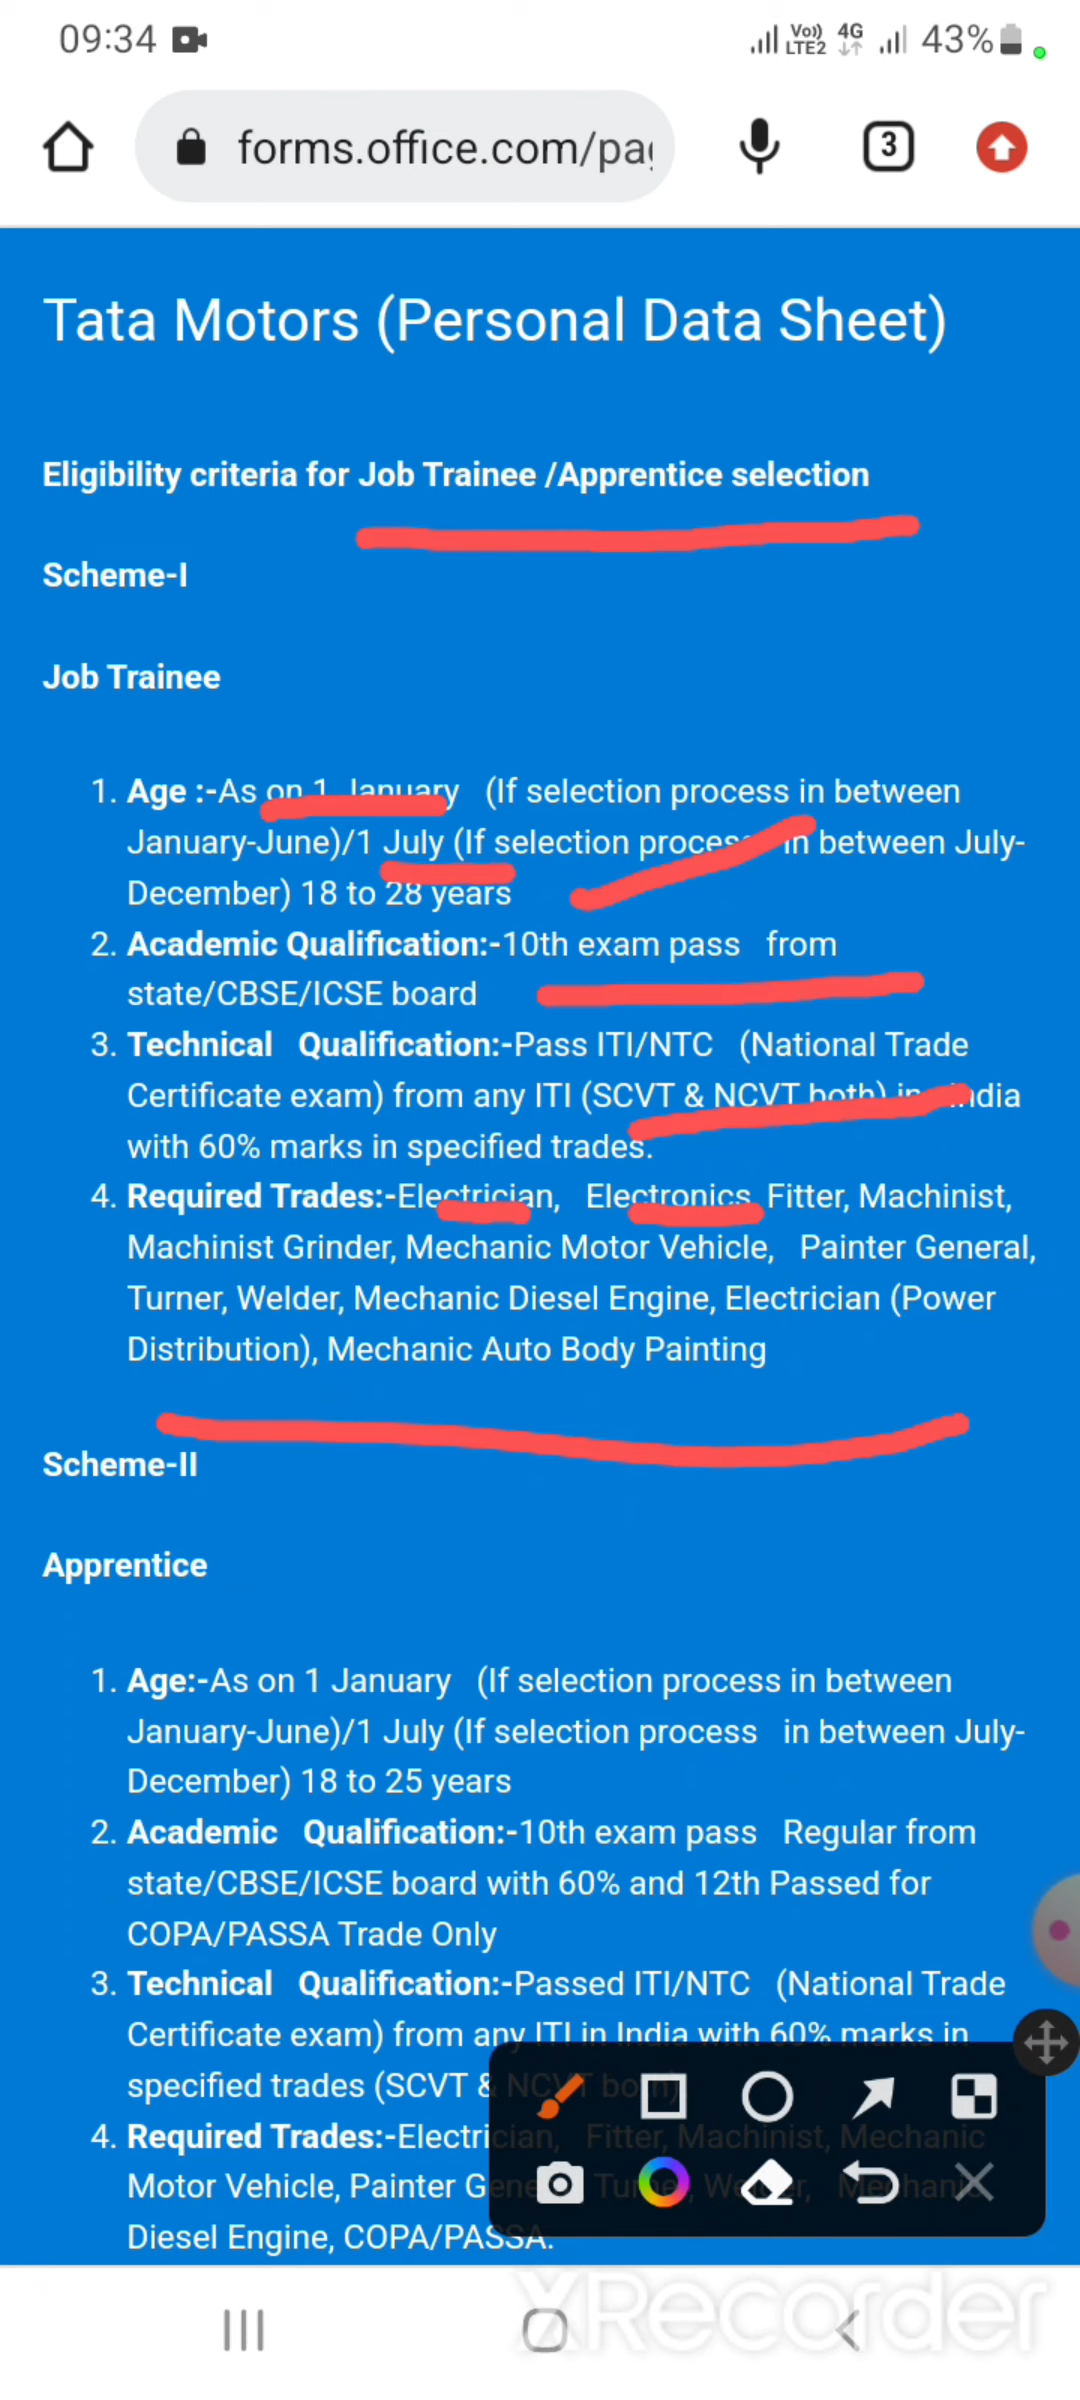 09:34
Vo)) LTE2 4G 43%
forms.office.com/pa
3
Tata Motors (Personal Data Sheet)
Eligibility criteria for Job Trainee /Apprentice selection
Scheme-I
Job Trainee
1. Age :-As on 1 January (If selection process in between
January-June)/1 July (If selection process in between July-
December) 18 to 28 years
2. Academic Qualification:-10th exam pass from
state/CBSE/ICSE board
3. Technical Qualification:-Pass ITI/NTC (National Trade
Certificate exam) from any ITI (SCVT & NCVT both) in India
with 60% marks in specified trades.
4. Required Trades:-Electrician, Electronics Fitter, Machinist,
Machinist Grinder, Mechanic Motor Vehicle, Painter General,
Turner, Welder, Mechanic Diesel Engine, Electrician (Power
Distribution), Mechanic Auto Body Painting
Scheme-II
Apprentice
1. Age:-As on 1 January (If selection process in between
January-June)/1 July (If selection process in between July-
December) 18 to 25 years
2. Academic Qualification:-10th exam pass Regular from
state/CBSE/ICSE board with 60% and 12th Passed for
COPA/PASSA Trade Only
3. Technical Qualification:-Passed ITI/NTC (National Trade
Certificate exam) from any ITI in India with 60% marks in
specified trades (SCVT & NCVT both)
4. Required Trades:-Electrician, Fitter, Machinist, Mechanic
Motor Vehicle, Painter General, Turner, Welder, Mechanic
Diesel Engine, COPA/PASSA.
XRecorder